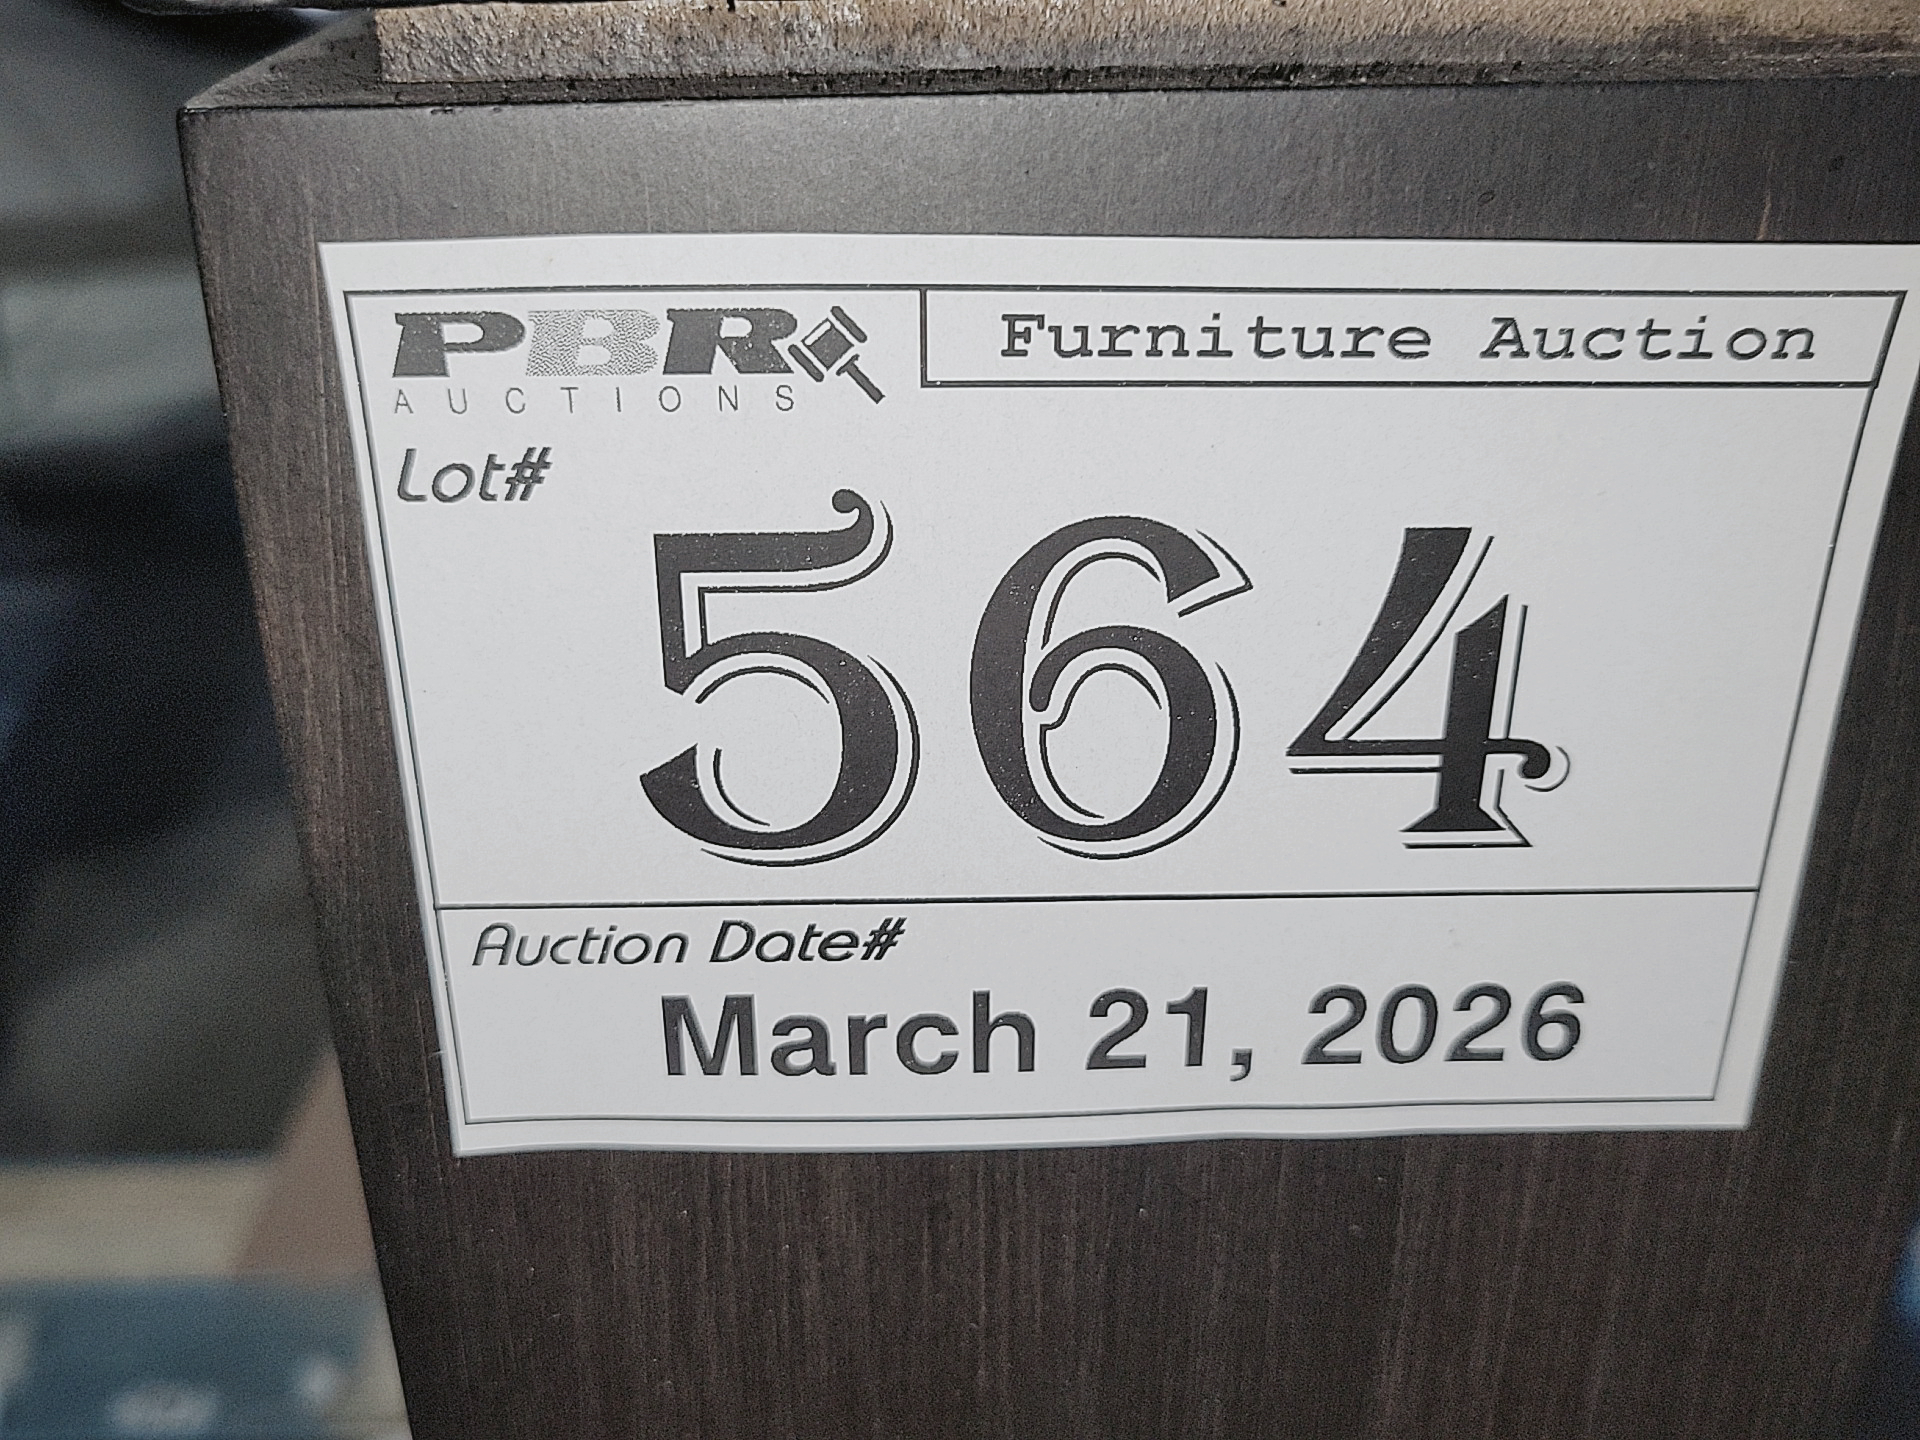 PBR
AUCTIONS
Furniture Auction
Lot#
564
Auction Date#
March 21, 2026